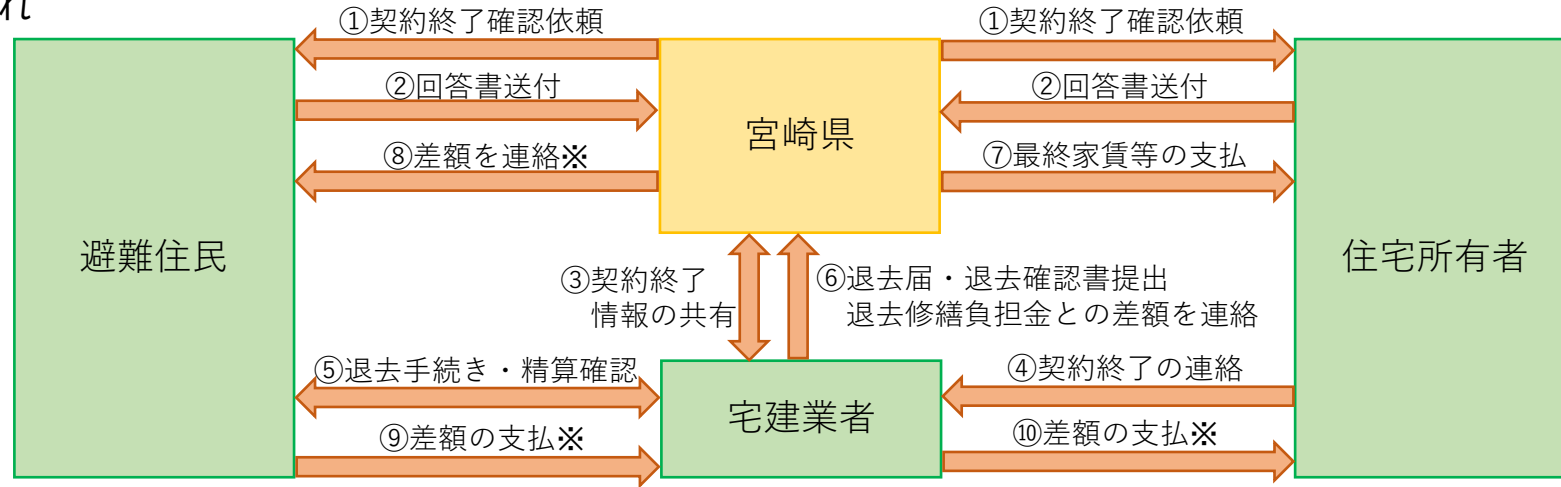 れ
①契約終了確認依頼
①契約終了確認依頼
②回答書送付
②回答書送付
宮崎県
⑧差額を連絡※
⑦最終家賃等の支払
避難住民
住宅所有者
③契約終了
情報の共有
⑥退去届・退去確認書提出
退去修繕負担金との差額を連絡
⑤退去手続き・精算確認
④契約終了の連絡
宅建業者
⑨差額の支払※
⑩差額の支払※